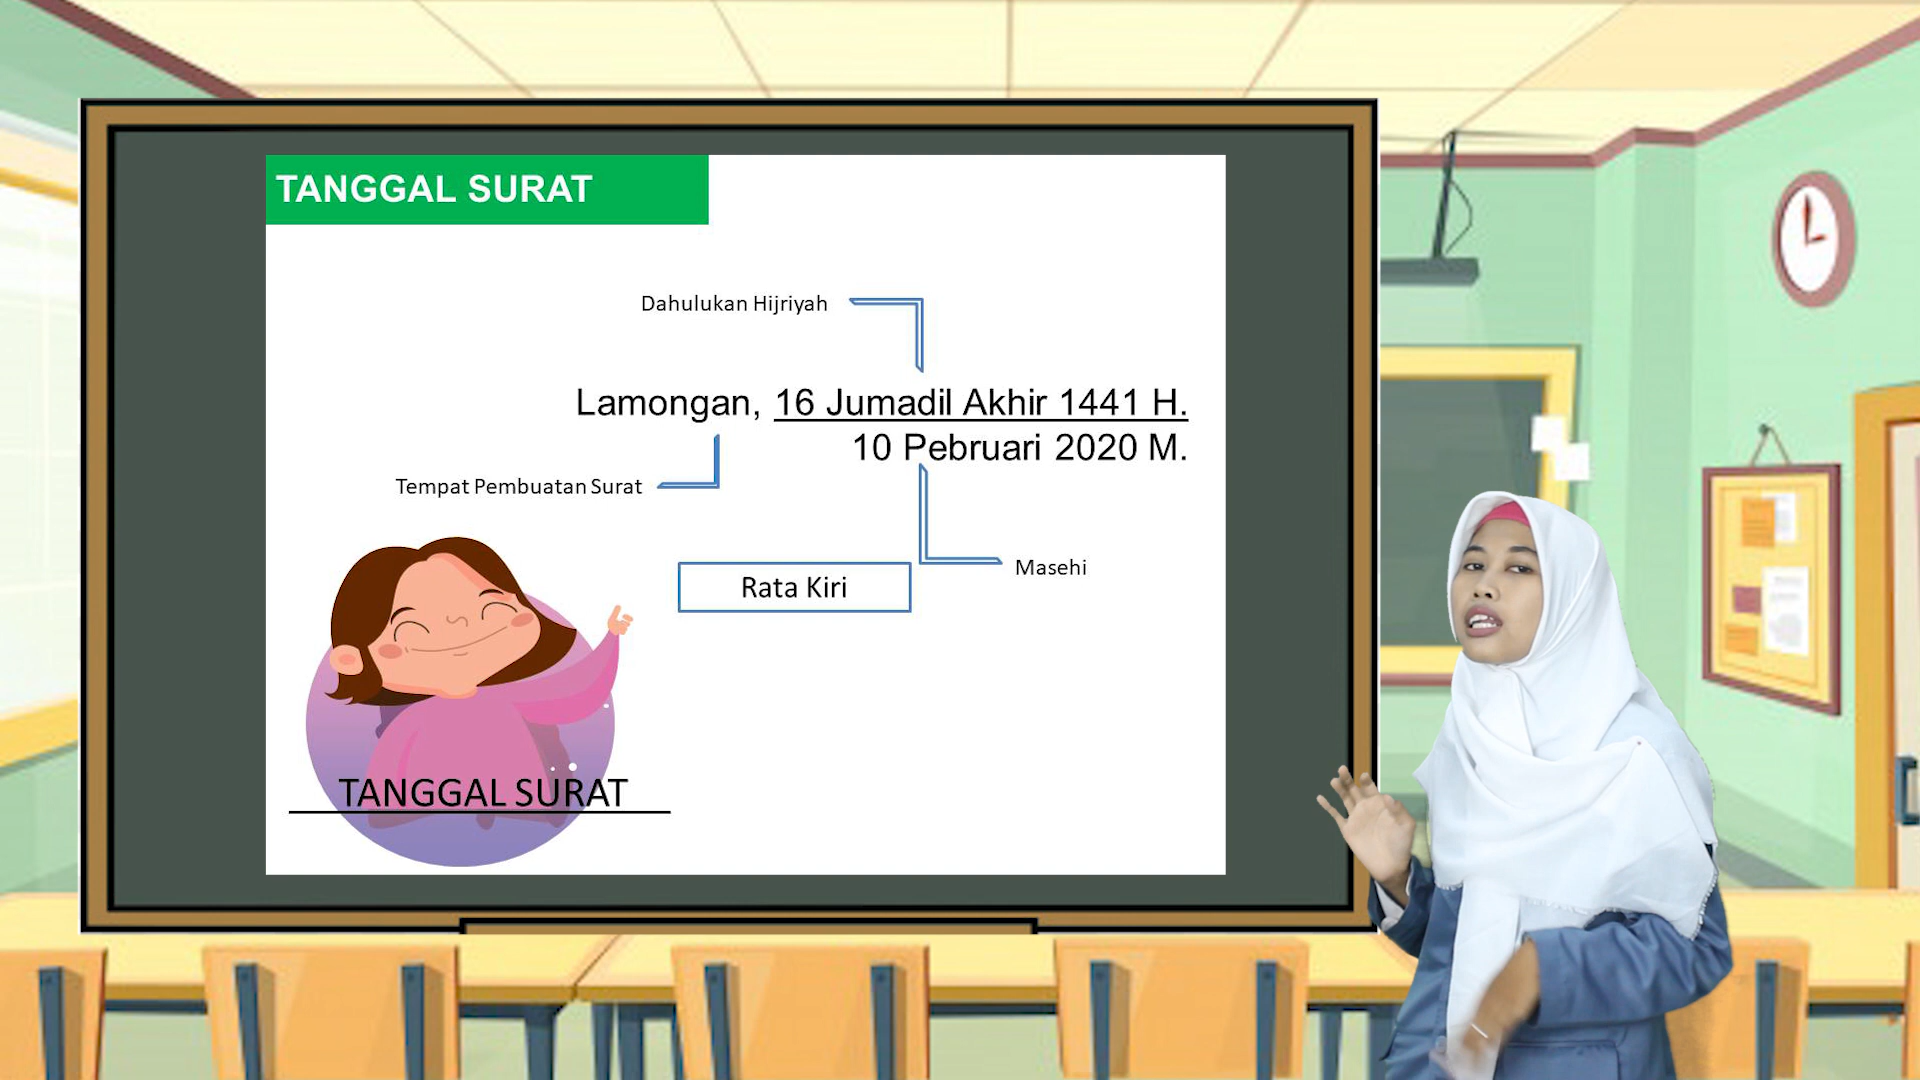 TANGGAL SURAT
Dahulukan Hijriyah
Lamongan, 16 Jumadil Akhir 1441 H.
10 Pebruari 2020 M.
Tempat Pembuatan Surat
Masehi
Rata Kiri
TANGGAL SURAT